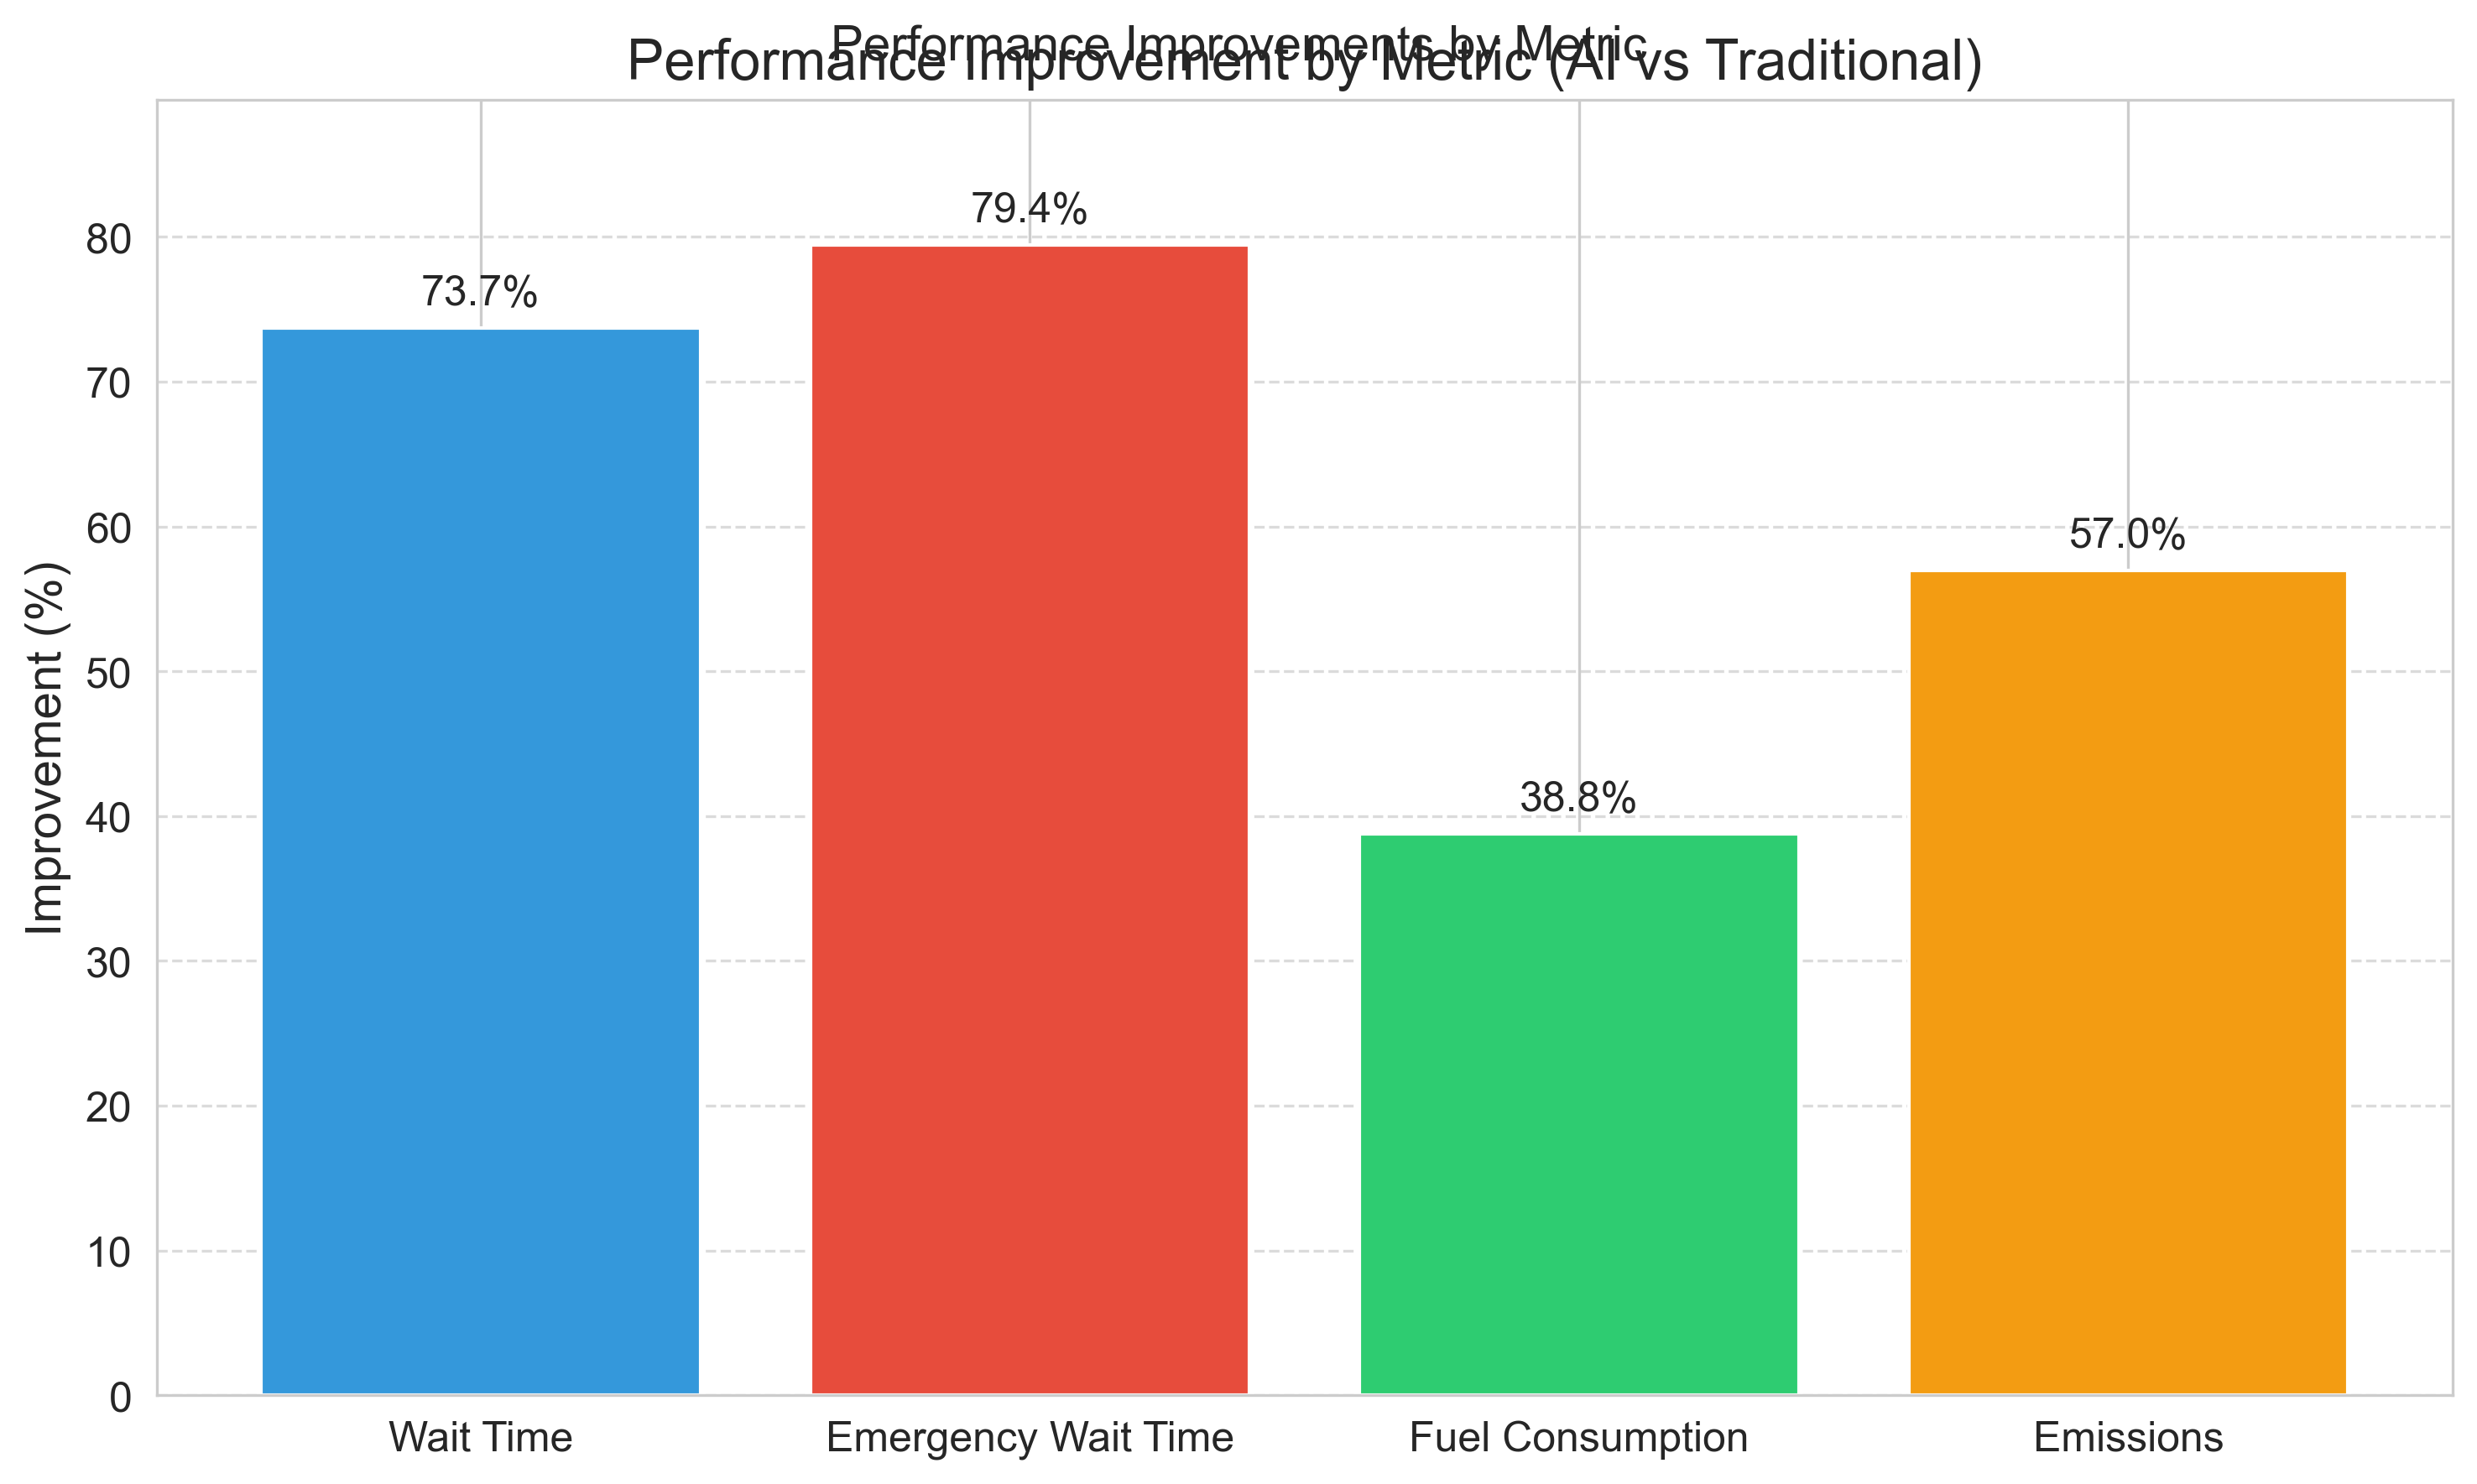 Performance Improvements by Metric
Performance Improvement by Metric (AI vs Traditional)
Improvement (%)
80
70
60
50
40
30
20
10
0
73.7%
79.4%
38.8%
57.0%
Wait Time
Emergency Wait Time
Fuel Consumption
Emissions